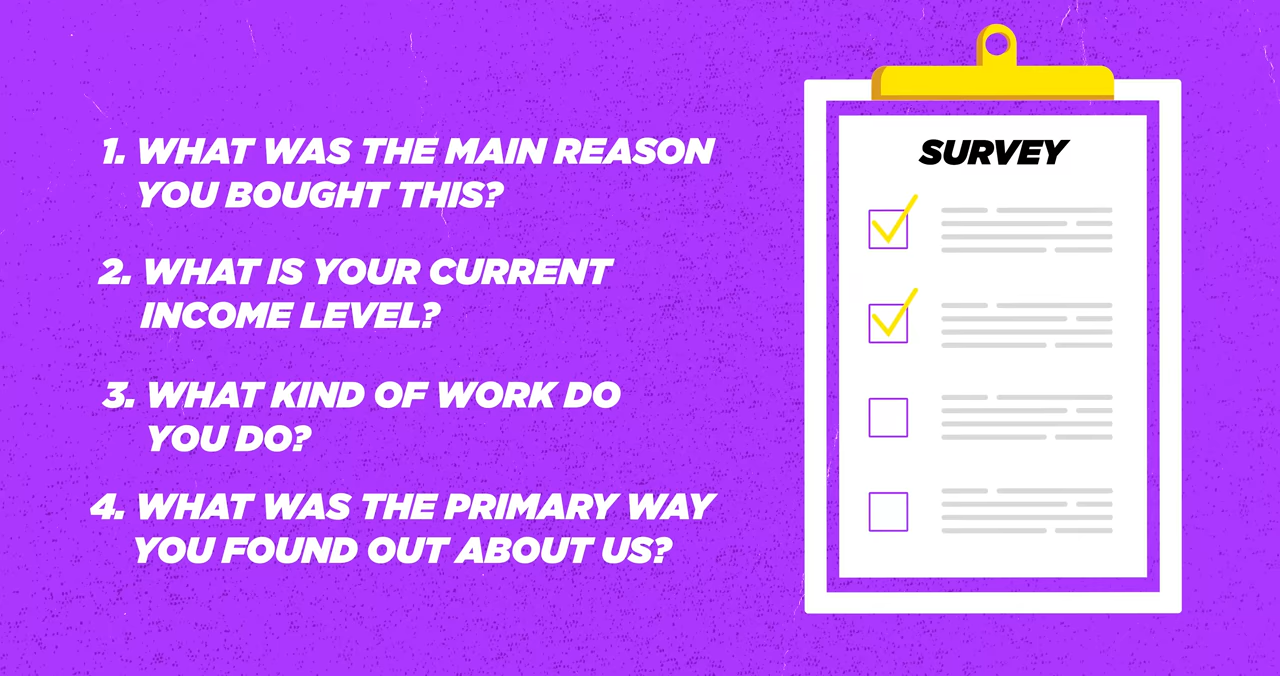 1. WHAT WAS THE MAIN REASON
YOU BOUGHT THIS?
2. WHAT IS YOUR CURRENT
INCOME LEVEL?
3. WHAT KIND OF WORK DO
YOU DO?
4. WHAT WAS THE PRIMARY WAY
YOU FOUND OUT ABOUT US?
SURVEY